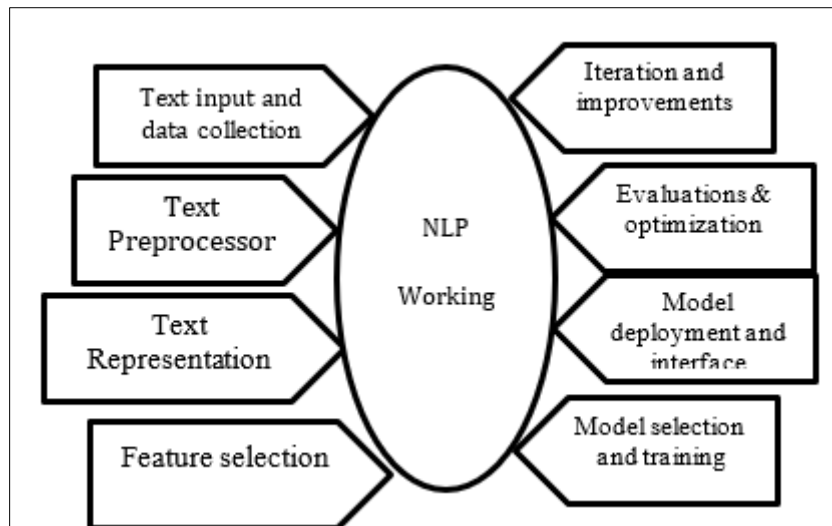 Text input and
data collection
Text
Preprocessor
Text
Representation
Feature selection
NLP
Working
Iteration and
improvements
Evaluations &
optimization
Model
deployment and
interface
Model selection
and training